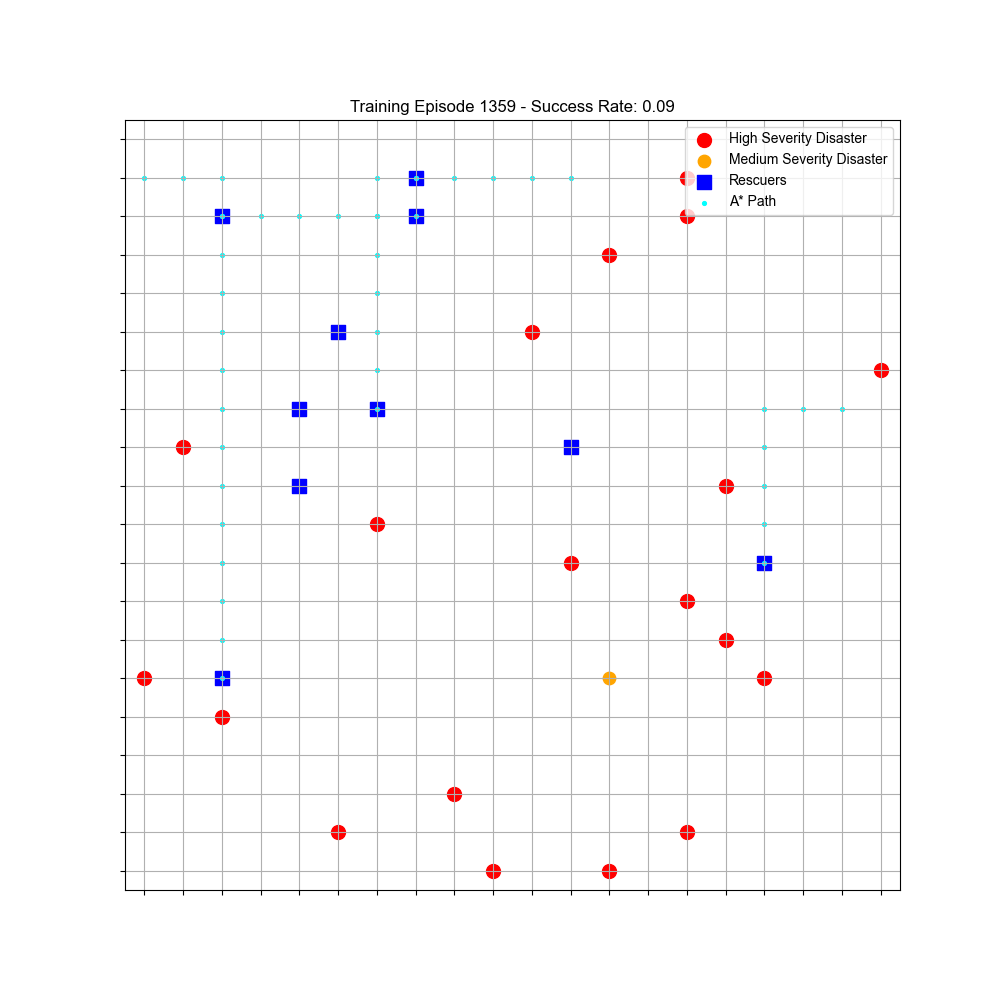 Training Episode 1359 - Success Rate: 0.09
High Severity Disaster
Medium Severity Disaster
Rescuers
A* Path